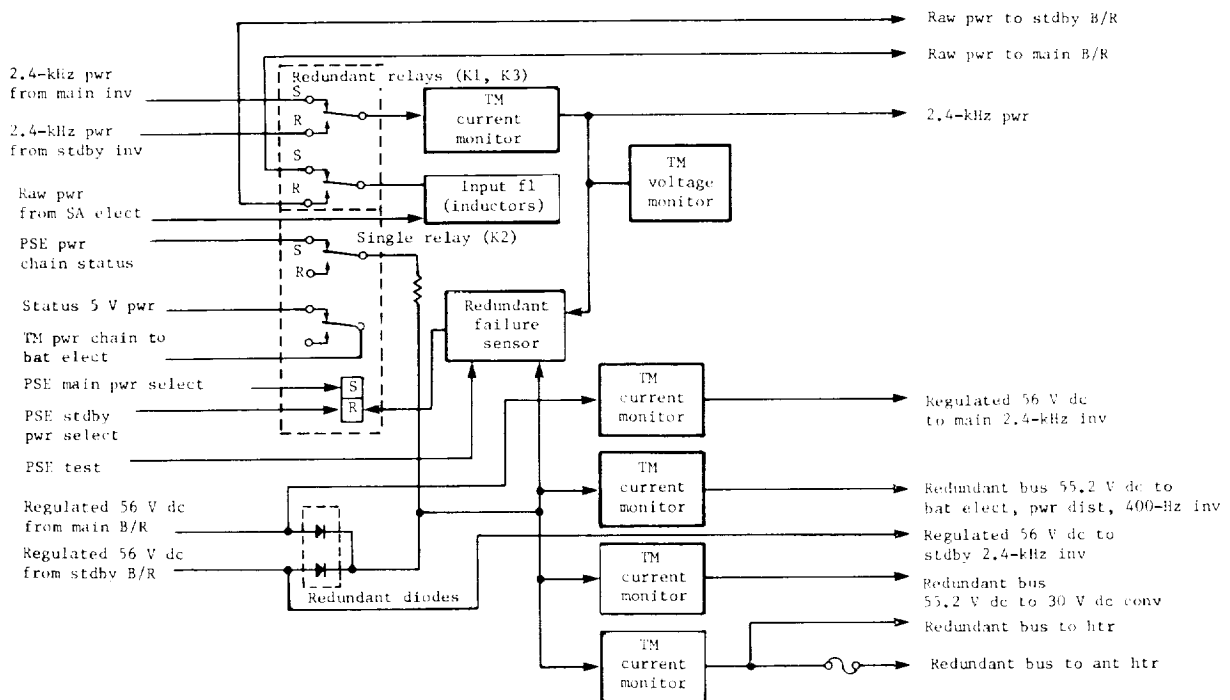 Raw pwr to stdby B/R
Raw pwr to main B/R
2.4-kHz pwr
from main inv
Redundant relays (K1, K3)
S
R
TM
current
monitor
2.4-kHz pwr
2.4-kHz pwr
from stdby inv
S
R
Input fl
(inductors)
TM
voltage
monitor
Raw pwr
from SA elect
PSE pwr
chain status
Single relay (K2)
S
R
Status 5 V pwr
Redundant
failure
sensor
TM pwr chain to
bat elect
PSE main pwr select
S
R
PSE stdby
pwr select
TM
current
monitor
Regulated 56 V dc
to main 2.4-kHz inv
PSE test
TM
current
monitor
Redundant bus 55.2 V dc to
bat elect, pwr dist, 400-Hz inv
Regulated 56 V dc
from main B/R
Regulated 56 V dc
from stdby B/R
Redundant diodes
Regulated 56 V dc to
stdby 2.4-kHz inv
TM
current
monitor
Redundant bus
55.2 V dc to 30 V dc conv
TM
current
monitor
Redundant bus to htr
Redundant bus to ant htr